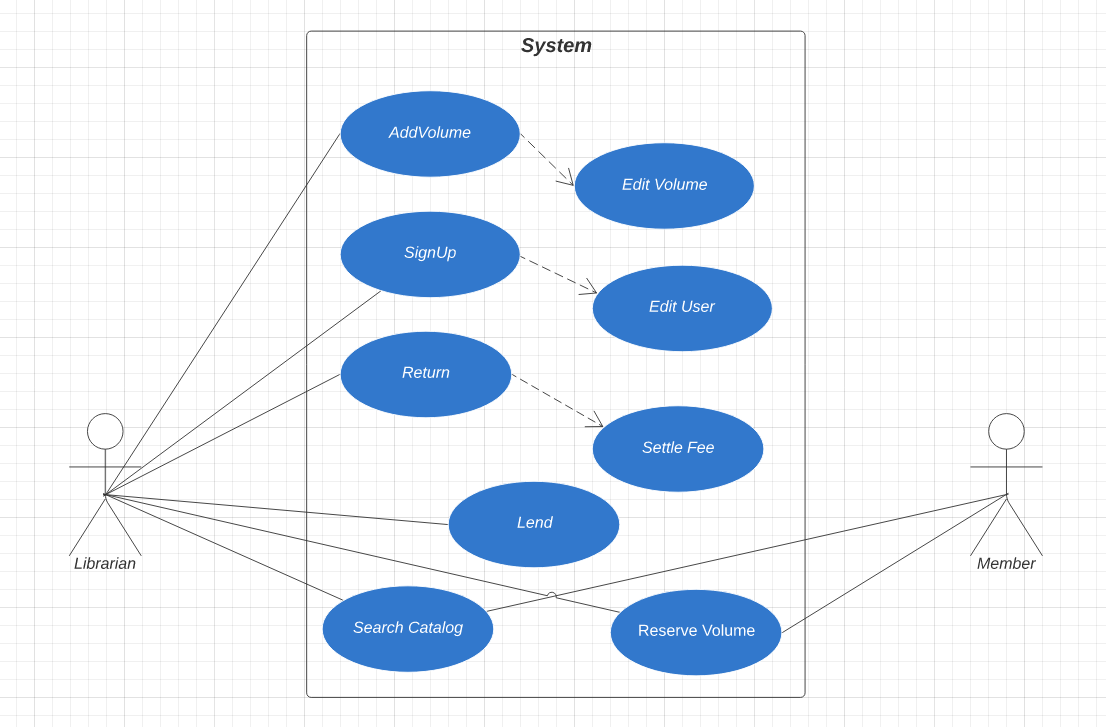 System
AddVolume
Edit Volume
SignUp
Edit User
Return
Settle Fee
Lend
Librarian
Member
Search Catalog
Reserve Volume